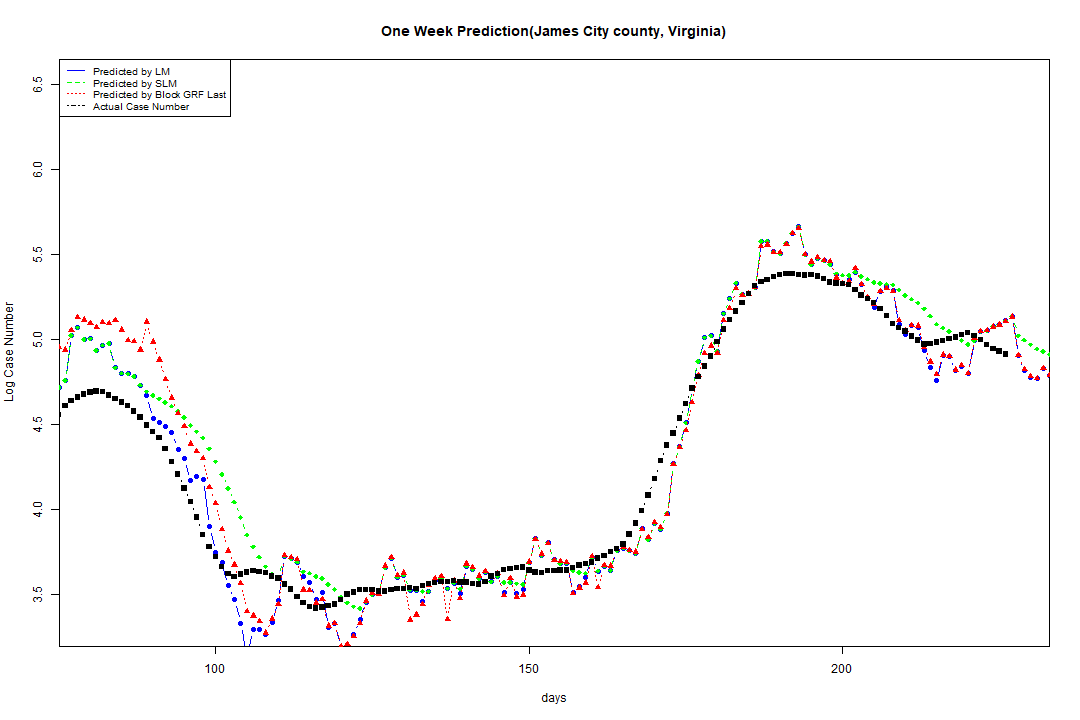 One Week Prediction(James City county, Virginia)
Predicted by LM
Predicted by SLM
Predicted by Block GRF Last
Actual Case Number
Log Case Number
6.5
6.0
5.5
5.0
4.5
4.0
3.5
100 150 200
days